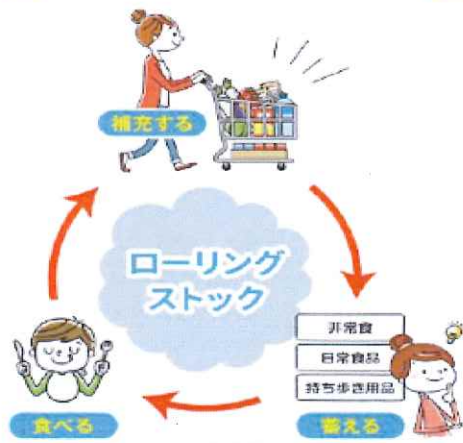 補充する
ローリング
ストック
非常食
日常食品
持ち歩き用品
蓄える
食べる